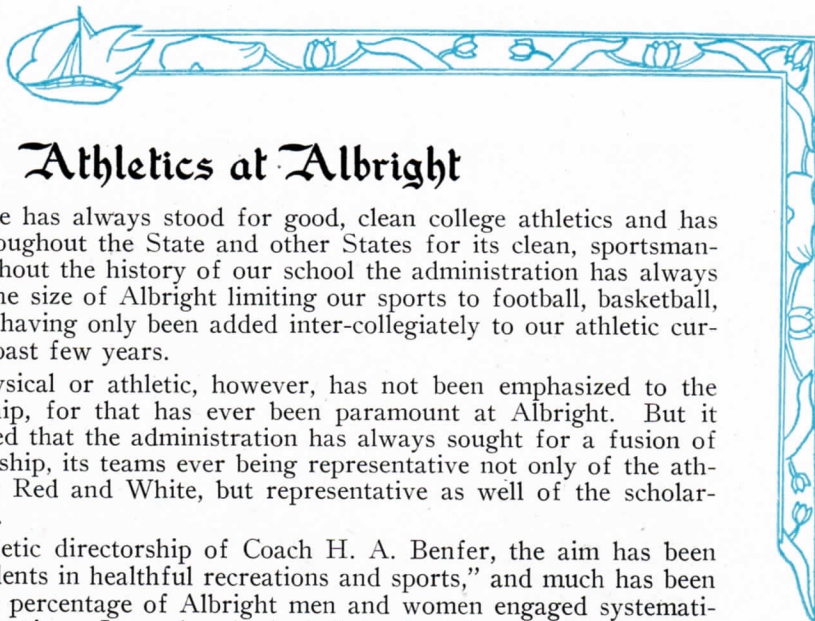 Athletics at Albright
e has always stood for good, clean college athletics and has
oughout the State and other States for its clean, sportsman-
hout the history of our school the administration has always
ne size of Albright limiting our sports to football, basketball,
having only been added inter-collegiately to our athletic cur-
past few years.
ysical or athletic, however, has not been emphasized to the
ip, for that has ever been paramount at Albright. But it
ed that the administration has always sought for a fusion of
ship, its teams ever being representative not only of the ath-
Red and White, but representative as well of the scholar-
etic directorship of Coach H. A. Benfer, the aim has been
lents in healthful recreations and sports,” and much has been
percentage of Albright men and women engaged systemati-